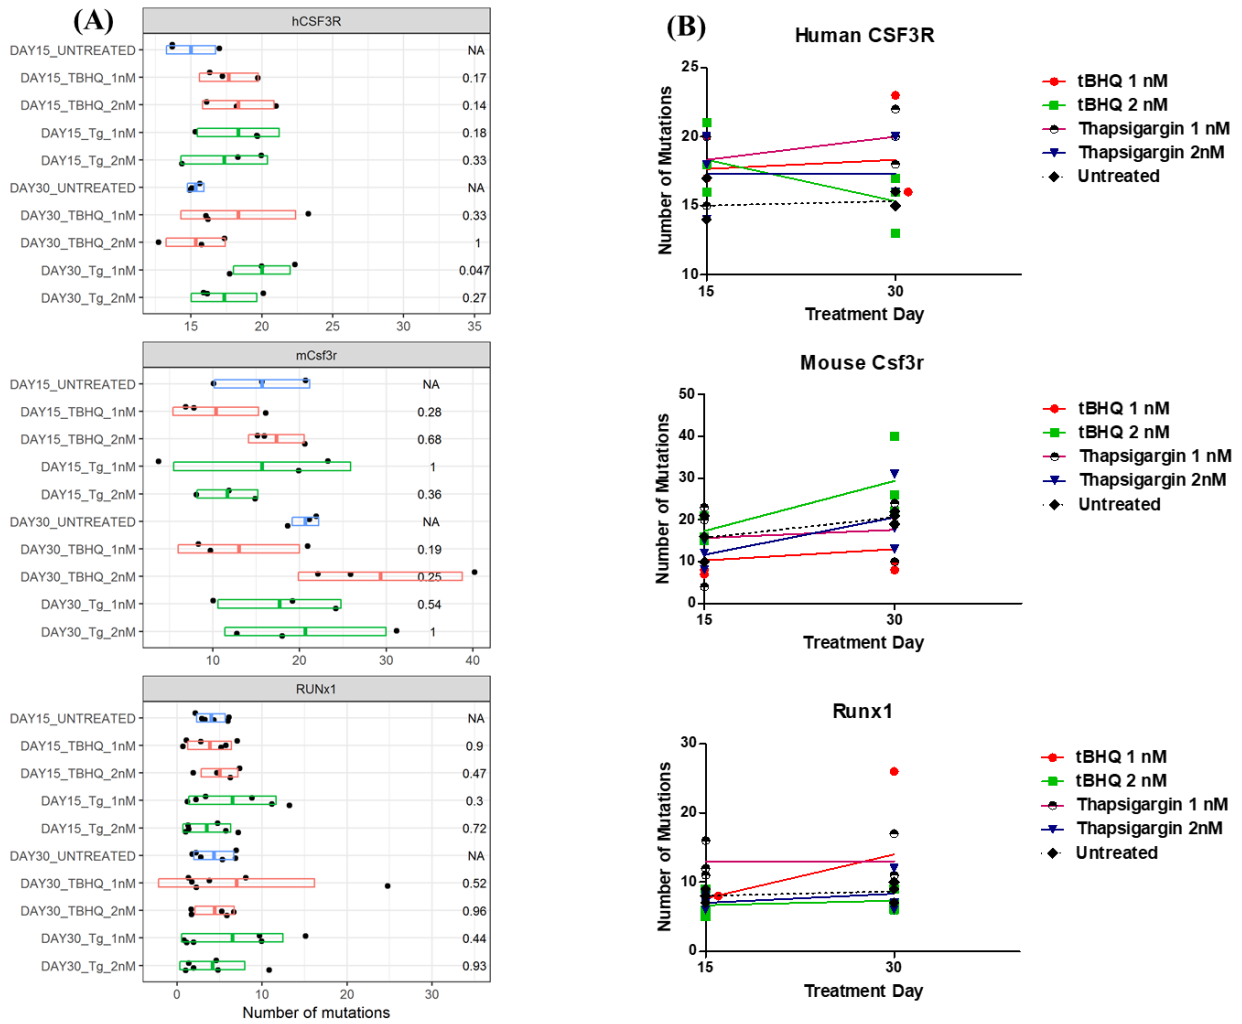 (A)
hCSF3R
DAY15_UNTREATED NA
DAY15_TBHQ_1nM 0.17
DAY15_TBHQ_2nM 0.14
DAY15_Tg_1nM 0.18
DAY15_Tg_2nM 0.33
DAY30_UNTREATED NA
DAY30_TBHQ_1nM 0.33
DAY30_TBHQ_2nM 1
DAY30_Tg_1nM 0.047
DAY30_Tg_2nM 0.27
15 20 25 30 35
mCsf3r
DAY15_UNTREATED NA
DAY15_TBHQ_1nM 0.28
DAY15_TBHQ_2nM 0.68
DAY15_Tg_1nM 1
DAY15_Tg_2nM 0.36
DAY30_UNTREATED NA
DAY30_TBHQ_1nM 0.19
DAY30_TBHQ_2nM 0.25
DAY30_Tg_1nM 0.54
DAY30_Tg_2nM 1
10 20 30 40
RUNx1
DAY15_UNTREATED NA
DAY15_TBHQ_1nM 0.9
DAY15_TBHQ_2nM 0.47
DAY15_Tg_1nM 0.3
DAY15_Tg_2nM 0.72
DAY30_UNTREATED NA
DAY30_TBHQ_1nM 0.52
DAY30_TBHQ_2nM 0.96
DAY30_Tg_1nM 0.44
DAY30_Tg_2nM 0.93
0 10 20 30
Number of mutations
(B)
Human CSF3R
Number of Mutations
25
20
15
10
15 30
Treatment Day
tBHQ 1 nM
tBHQ 2 nM
Thapsigargin 1 nM
Thapsigargin 2nM
Untreated
Mouse Csf3r
Number of Mutations
50
40
30
20
10
0
15 30
Treatment Day
tBHQ 1 nM
tBHQ 2 nM
Thapsigargin 1 nM
Thapsigargin 2nM
Untreated
Runx1
Number of Mutations
30
20
10
0
15 30
Treatment Day
tBHQ 1 nM
tBHQ 2 nM
Thapsigargin 1 nM
Thapsigargin 2nM
Untreated